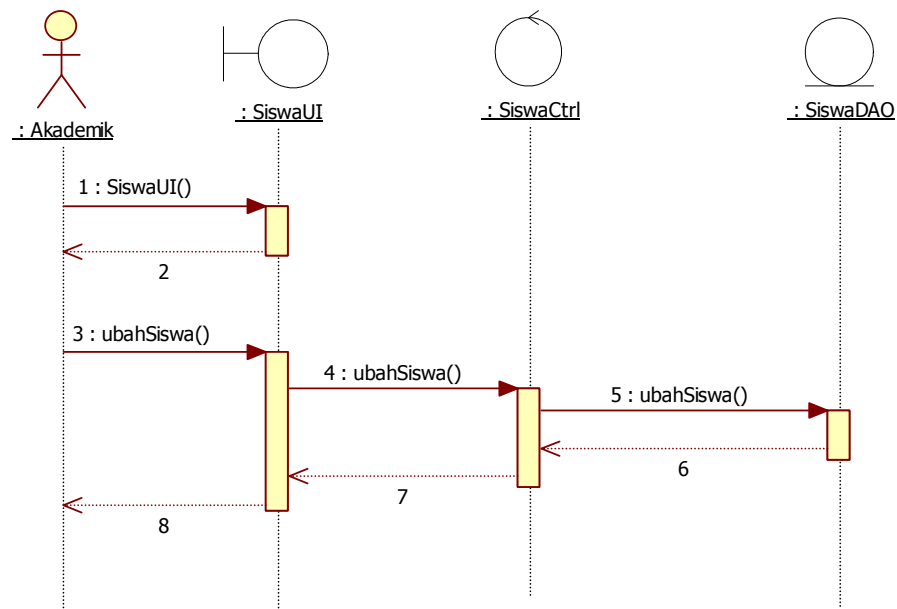 : Akademik
: SiswaUI
: SiswaCtrl
: SiswaDAO
1 : SiswaUI()
2
3 : ubahSiswa()
4 : ubahSiswa()
5 : ubahSiswa()
6
7
8